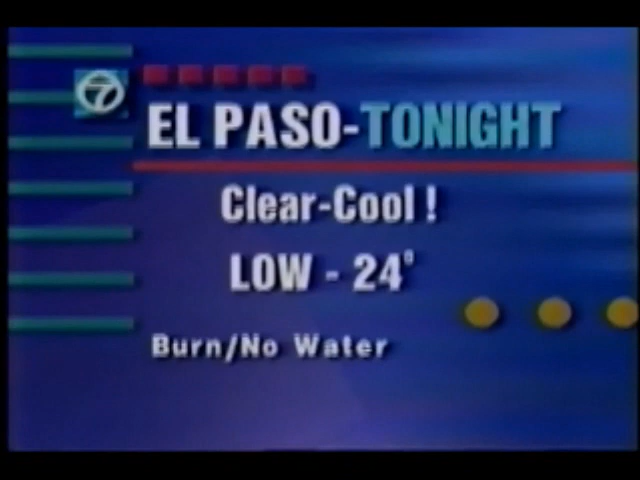 7
EL PASO-TONIGHT
Clear-Cool !
LOW - 24°
Burn/No Water